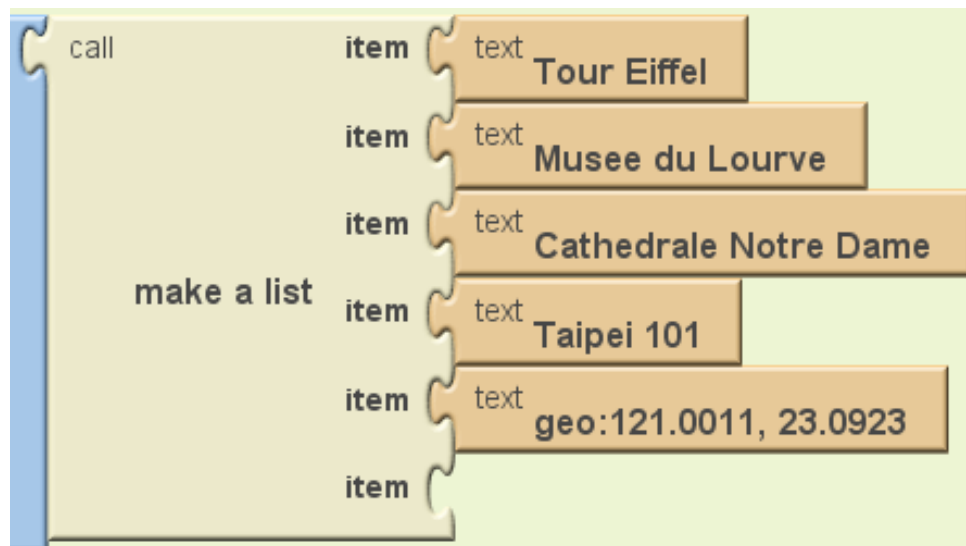 call item text Tour Eiffel
item text Musee du Lourve
item text Cathedrale Notre Dame
make a list
item text Taipei 101
item text geo:121.0011, 23.0923
item